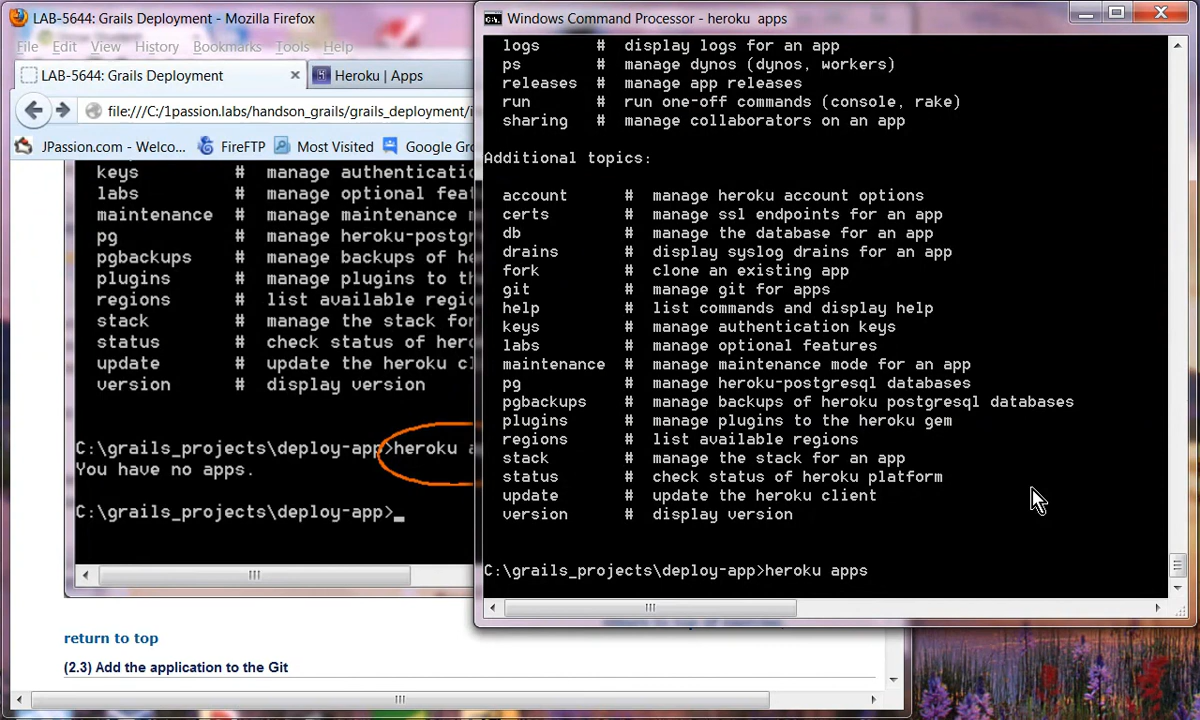 LAB-5644: Grails Deployment - Mozilla Firefox
File Edit View History Bookmarks Tools Help
LAB-5644: Grails Deployment
Heroku | Apps
file:///C:/1passion.labs/handson_grails/grails_deployment/i
JPassion.com - Welco... FireFTP Most Visited Google Gro
keys # manage authenticati
labs # manage optional feat
maintenance # manage maintenance m
pg # manage heroku-postgr
pgbackups # manage backups of he
plugins # manage plugins to th
regions # list available regio
stack # manage the stack for
status # check status of hero
update # update the heroku cl
version # display version
C:\grails_projects\deploy-app>heroku a
You have no apps.
C:\grails_projects\deploy-app>_
return to top
(2.3) Add the application to the Git
Windows Command Processor - heroku apps
logs # display logs for an app
ps # manage dynos (dynos, workers)
releases # manage app releases
run # run one-off commands (console, rake)
sharing # manage collaborators on an app
Additional topics:
account # manage heroku account options
certs # manage ssl endpoints for an app
db # manage the database for an app
drains # display syslog drains for an app
fork # clone an existing app
git # manage git for apps
help # list commands and display help
keys # manage authentication keys
labs # manage optional features
maintenance # manage maintenance mode for an app
pg # manage heroku-postgresql databases
pgbackups # manage backups of heroku postgresql databases
plugins # manage plugins to the heroku gem
regions # list available regions
stack # manage the stack for an app
status # check status of heroku platform
update # update the heroku client
version # display version
C:\grails_projects\deploy-app>heroku apps